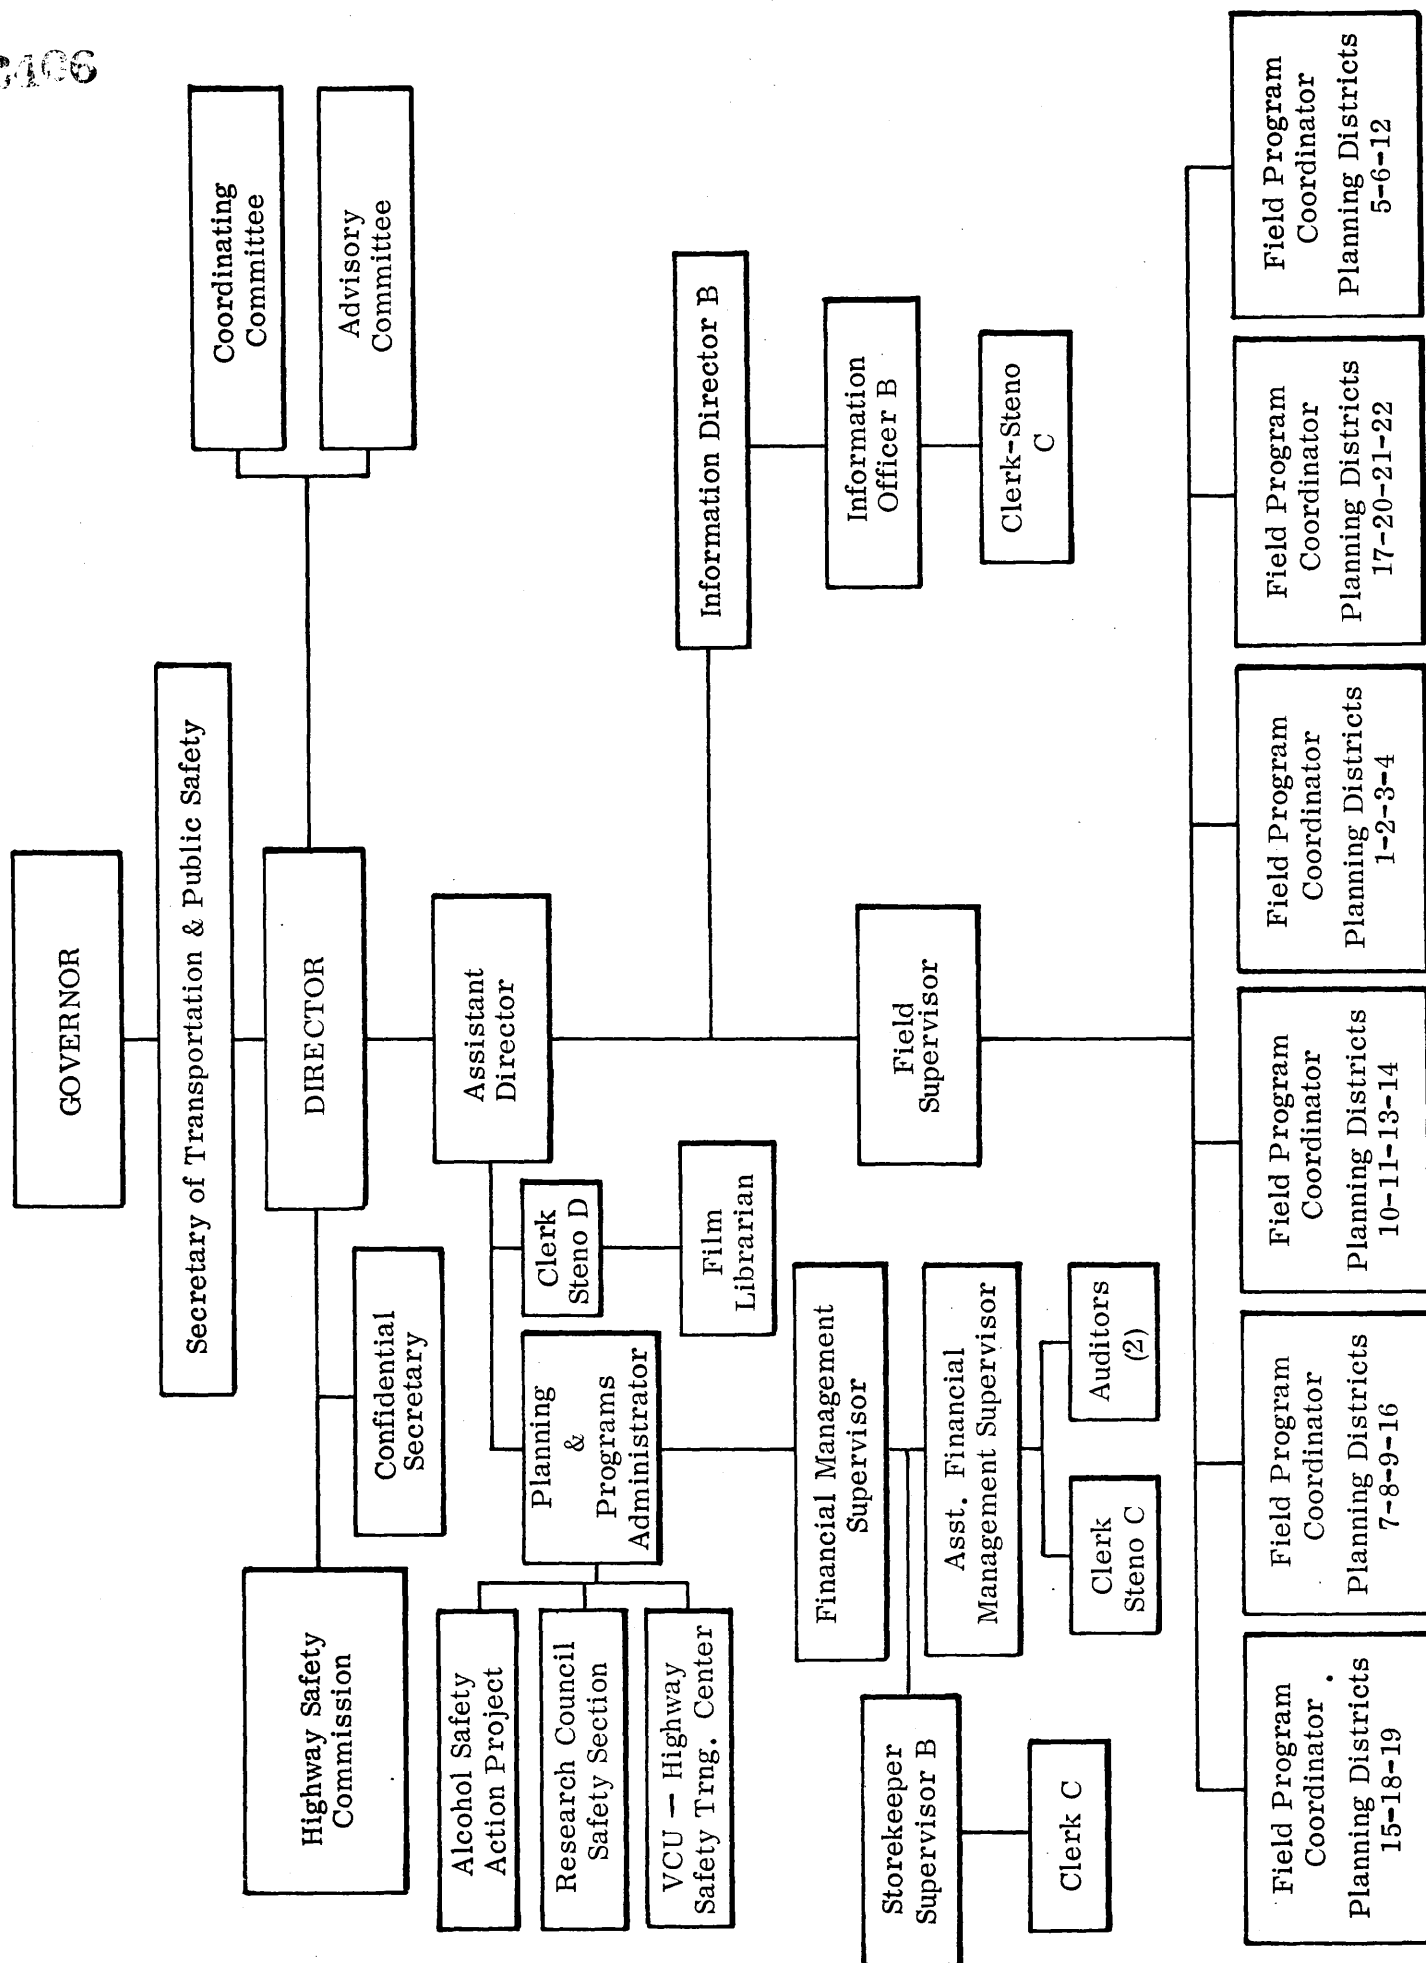 GOVERNOR
Secretary of Transportation & Public Safety
DIRECTOR
Coordinating
Committee
Advisory
Committee
Highway Safety
Commission
Confidential
Secretary
Assistant
Director
Clerk
Steno D
Film
Librarian
Planning
&
Programs
Administrator
Alcohol Safety
Action Project
Research Council
Safety Section
VCU — Highway
Safety Trng. Center
Information Director B
Information
Officer B
Clerk-Steno
C
Financial Management
Supervisor
Asst. Financial
Management Supervisor
Auditors
(2)
Clerk
Steno C
Storekeeper
Supervisor B
Clerk C
Field
Supervisor
Field Program
Coordinator
Planning Districts
15-18-19
Field Program
Coordinator
Planning Districts
7-8-9-16
Field Program
Coordinator
Planning Districts
10-11-13-14
Field Program
Coordinator
Planning Districts
1-2-3-4
Field Program
Coordinator
Planning Districts
17-20-21-22
Field Program
Coordinator
Planning Districts
5-6-12